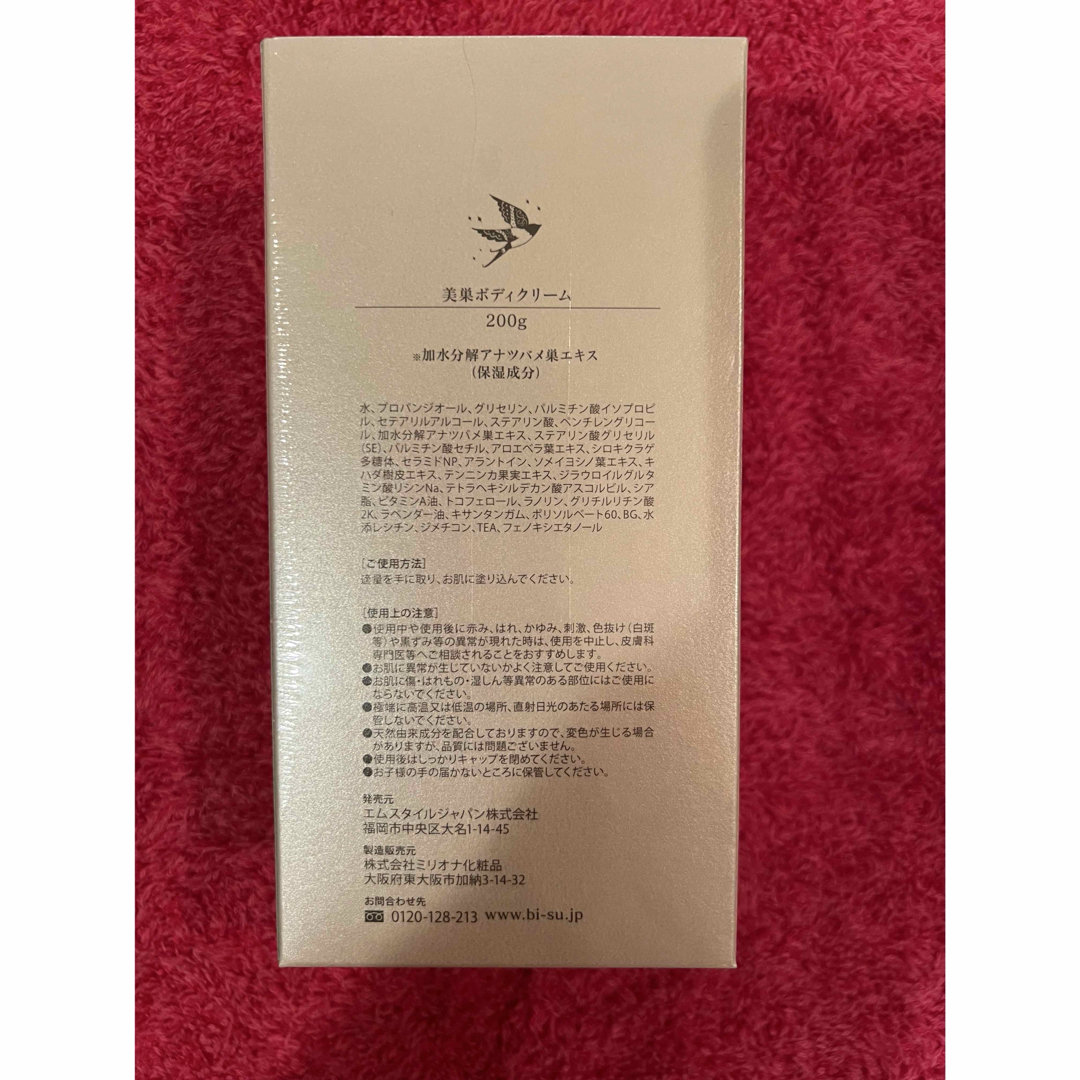 美巣ボディクリーム
200g
※加水分解アナツバメ巣エキス
(保湿成分)
水、プロパンジオール、グリセリン、パルミチン酸イソプロピ
ル、セテアリルアルコール、ステアリン酸、ペンチレングリコー
ル、加水分解アナツバメ巣エキス、ステアリン酸グリセリル
(SE)、パルミチン酸セチル、アロエベラ葉エキス、シロキクラゲ
多糖体、セラミドNP、アラントイン、ソメイヨシノ葉エキス、キ
ハダ樹皮エキス、テンニンカ果実エキス、ジラウロイルグルタ
ミン酸リシンNa、テトラヘキシルデカン酸アスコルビル、シア
脂、ビタミンA油、トコフェロール、ラノリン、グリチルリチン酸
2K、ラベンダー油、キサンタンガム、ポリソルベート60、BG、水
添レシチン、ジメチコン、TEA、フェノキシエタノール
[ご使用方法]
適量を手に取り、お肌に塗り込んでください。
[使用上の注意]
●使用中や使用後に赤み、はれ、かゆみ、刺激、色抜け(白斑
等)や黒ずみ等の異常が現れた時は、使用を中止し、皮膚科
専門医等へご相談されることをおすすめします。
●お肌に異常が生じていないかよく注意してご使用ください。
●お肌に傷・はれもの・湿しん等異常のある部位にはご使用に
ならないでください。
●極端に高温又は低温の場所、直射日光のあたる場所には保
管しないでください。
●天然由来成分を配合しておりますので、変色が生じる場合
がありますが、品質には問題ございません。
●使用後はしっかりキャップを閉めてください。
●お子様の手の届かないところに保管してください。
発売元
エムスタイルジャパン株式会社
福岡市中央区大名1-14-45
製造販売元
株式会社ミリオナ化粧品
大阪府東大阪市加納3-14-32
お問合わせ先
0120-128-213 www.bi-su.jp